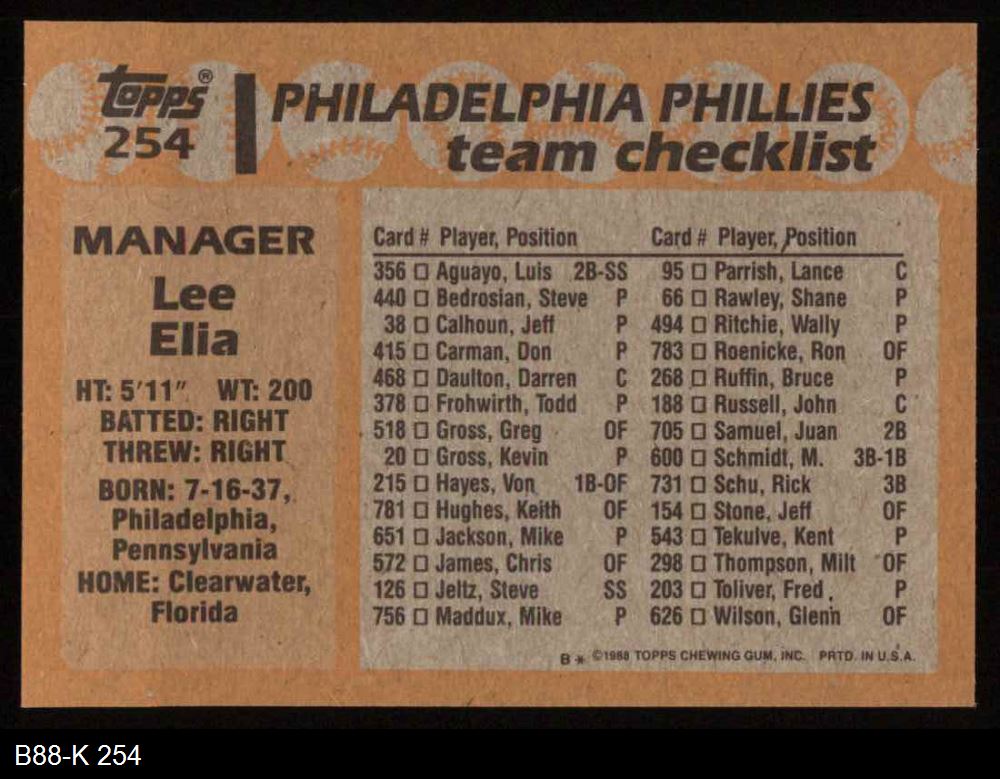 topps®
254
PHILADELPHIA PHILLIES
team checklist
MANAGER
Lee
Elia
HT: 5'11" WT: 200
BATTED: RIGHT
THREW: RIGHT
BORN: 7-16-37,
Philadelphia,
Pennsylvania
HOME: Clearwater,
Florida
Card # Player, Position
356 □ Aguayo, Luis 2B-SS
440 □ Bedrosian, Steve P
38 □ Calhoun, Jeff P
415 □ Carman, Don P
468 □ Daulton, Darren C
378 □ Frohwirth, Todd P
518 □ Gross, Greg OF
20 □ Gross, Kevin P
215 □ Hayes, Von 1B-OF
781 □ Hughes, Keith OF
651 □ Jackson, Mike P
572 □ James, Chris OF
126 □ Jeltz, Steve SS
756 □ Maddux, Mike P
Card # Player, Position
95 □ Parrish, Lance C
66 □ Rawley, Shane P
494 □ Ritchie, Wally P
783 □ Roenicke, Ron OF
268 □ Ruffin, Bruce P
188 □ Russell, John C
705 □ Samuel, Juan 2B
600 □ Schmidt, M. 3B-1B
731 □ Schu, Rick 3B
154 □ Stone, Jeff OF
543 □ Tekulve, Kent P
298 □ Thompson, Milt OF
203 □ Toliver, Fred P
626 □ Wilson, Glenn OF
B* ©1988 TOPPS CHEWING GUM, INC. PRTD. IN U.S.A.
B88-K 254